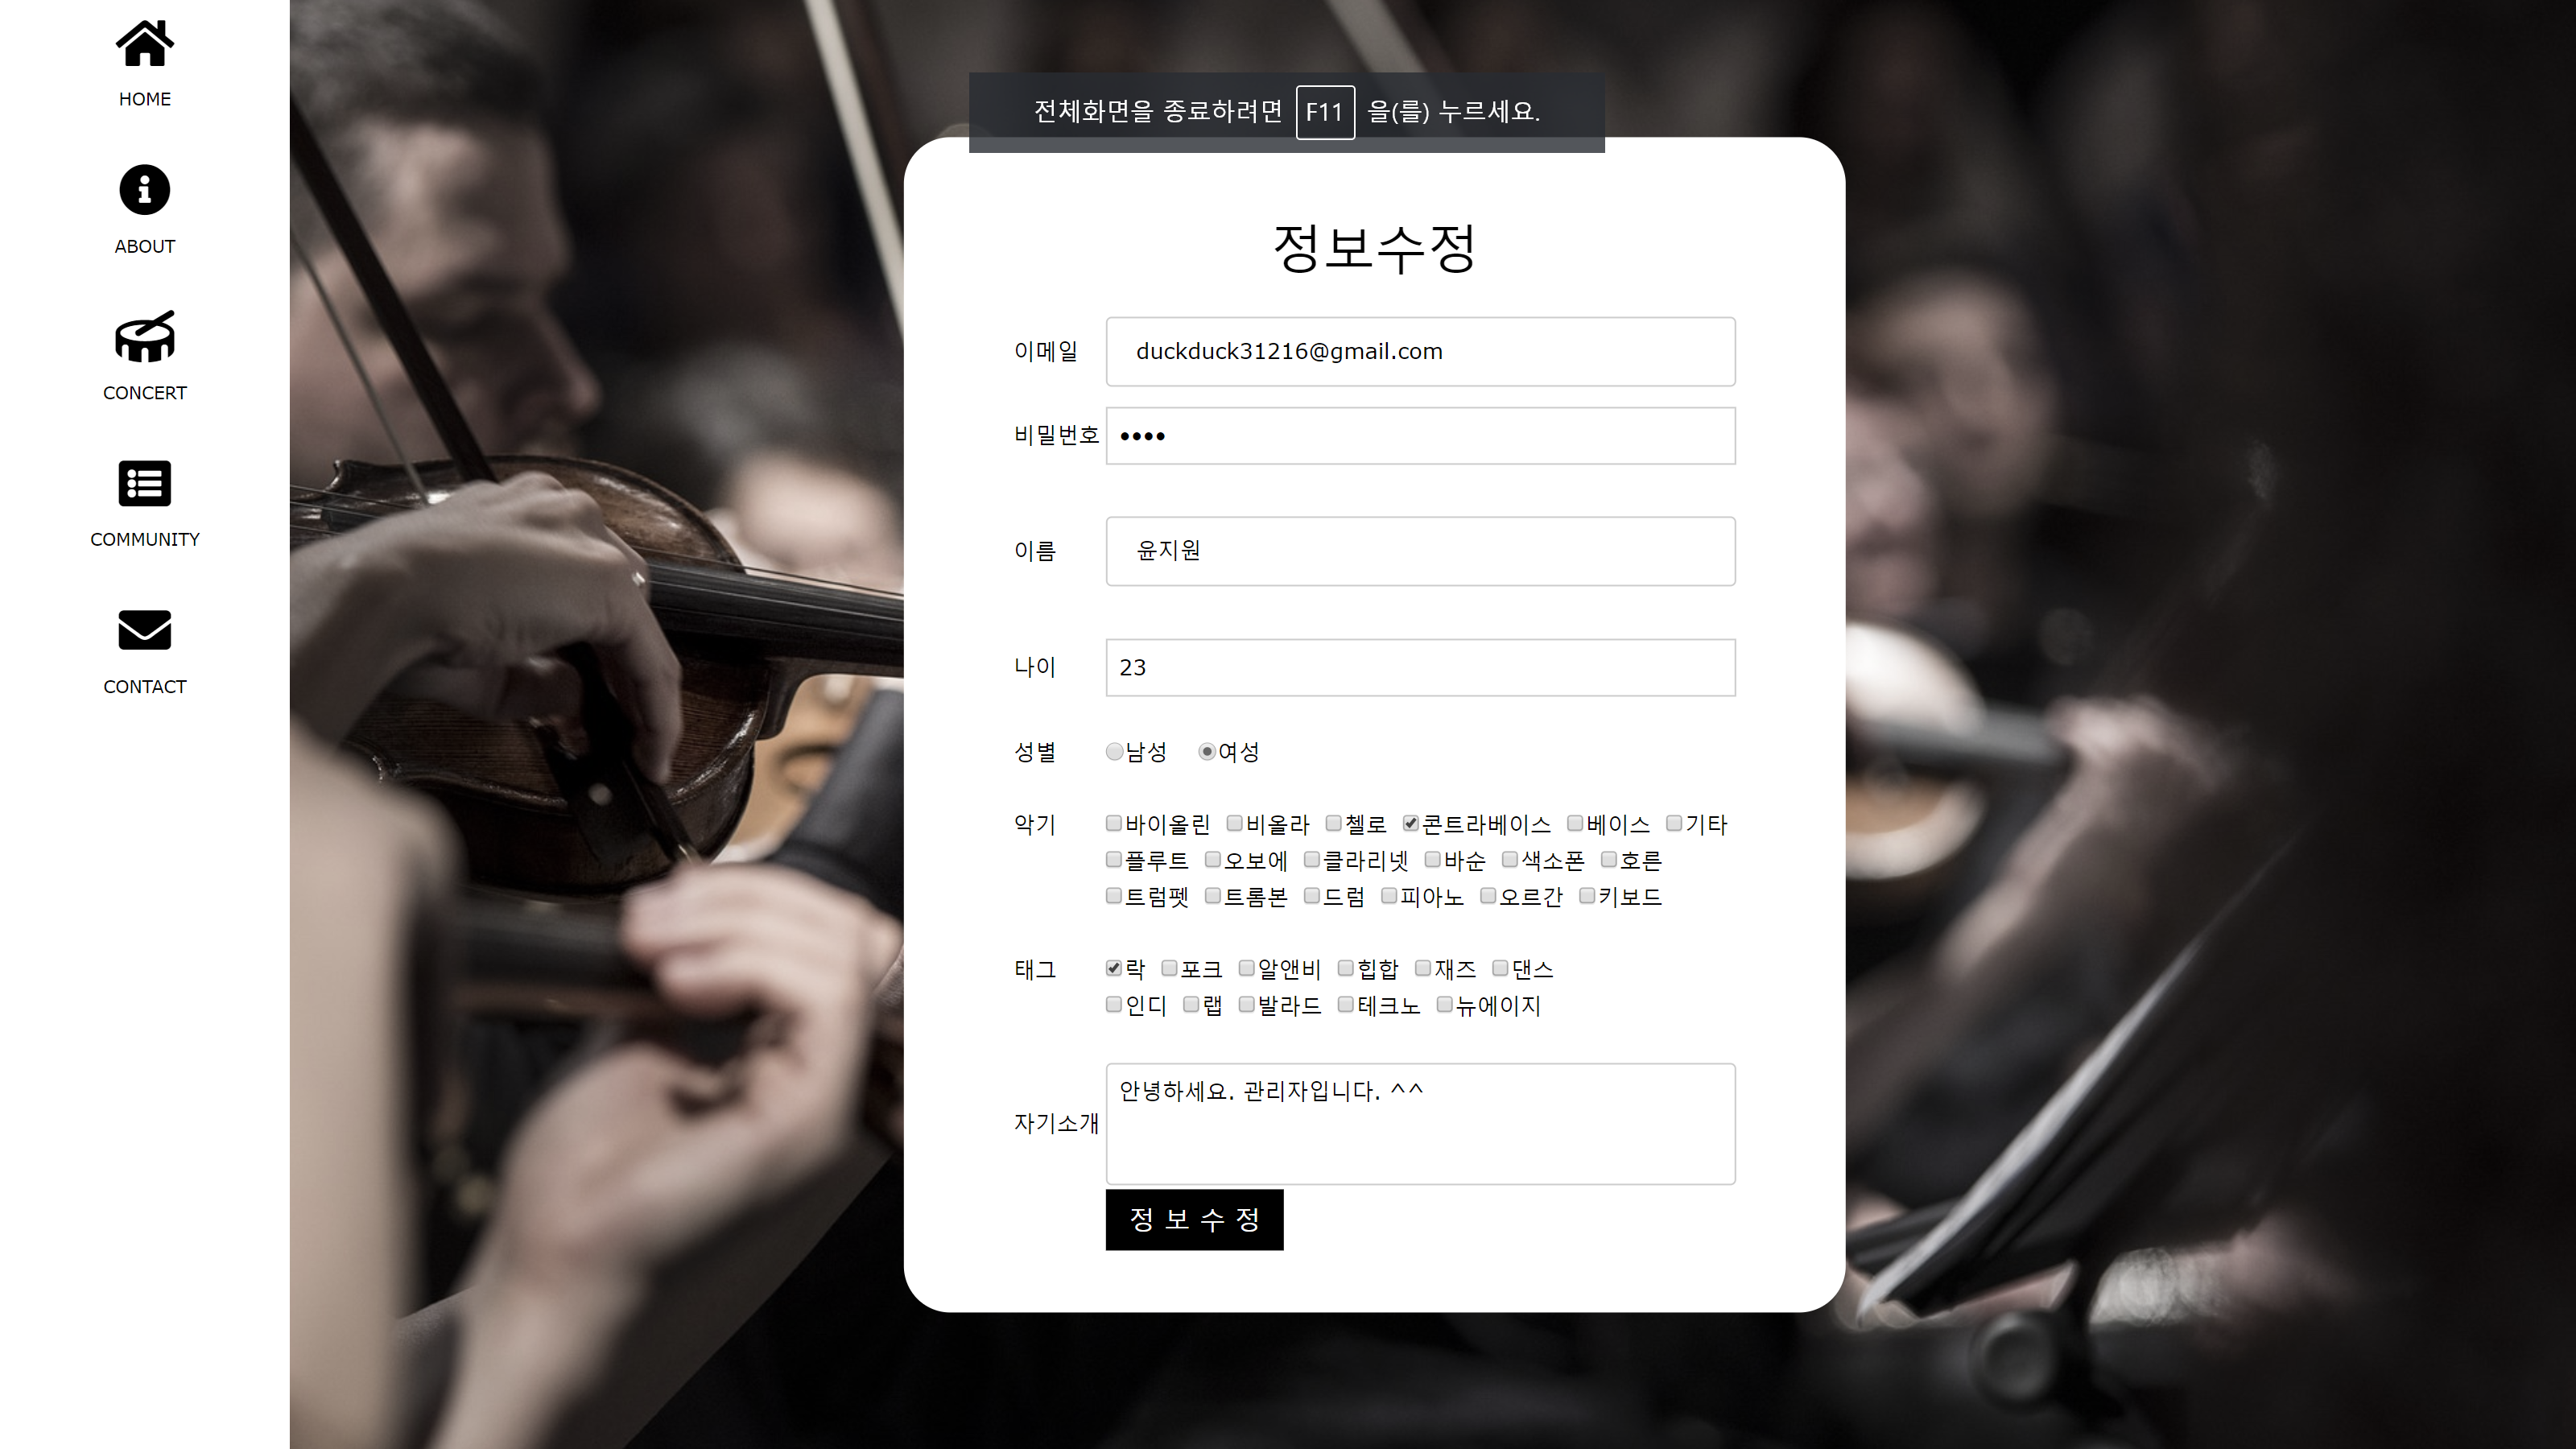 HOME
ABOUT
CONCERT
COMMUNITY
CONTACT
전체화면을 종료하려면 F11 을(를) 누르세요.
정보수정
이메일 duckduck31216@gmail.com
비밀번호 ••••
이름 윤지원
나이 23
성별 남성 여성
악기 바이올린 비올라 첼로 콘트라베이스 베이스 기타
플루트 오보에 클라리넷 바순 색소폰 호른
트럼펫 트롬본 드럼 피아노 오르간 키보드
태그 락 포크 알앤비 힙합 재즈 댄스
인디 랩 발라드 테크노 뉴에이지
자기소개 안녕하세요. 관리자입니다. ^^
정 보 수 정